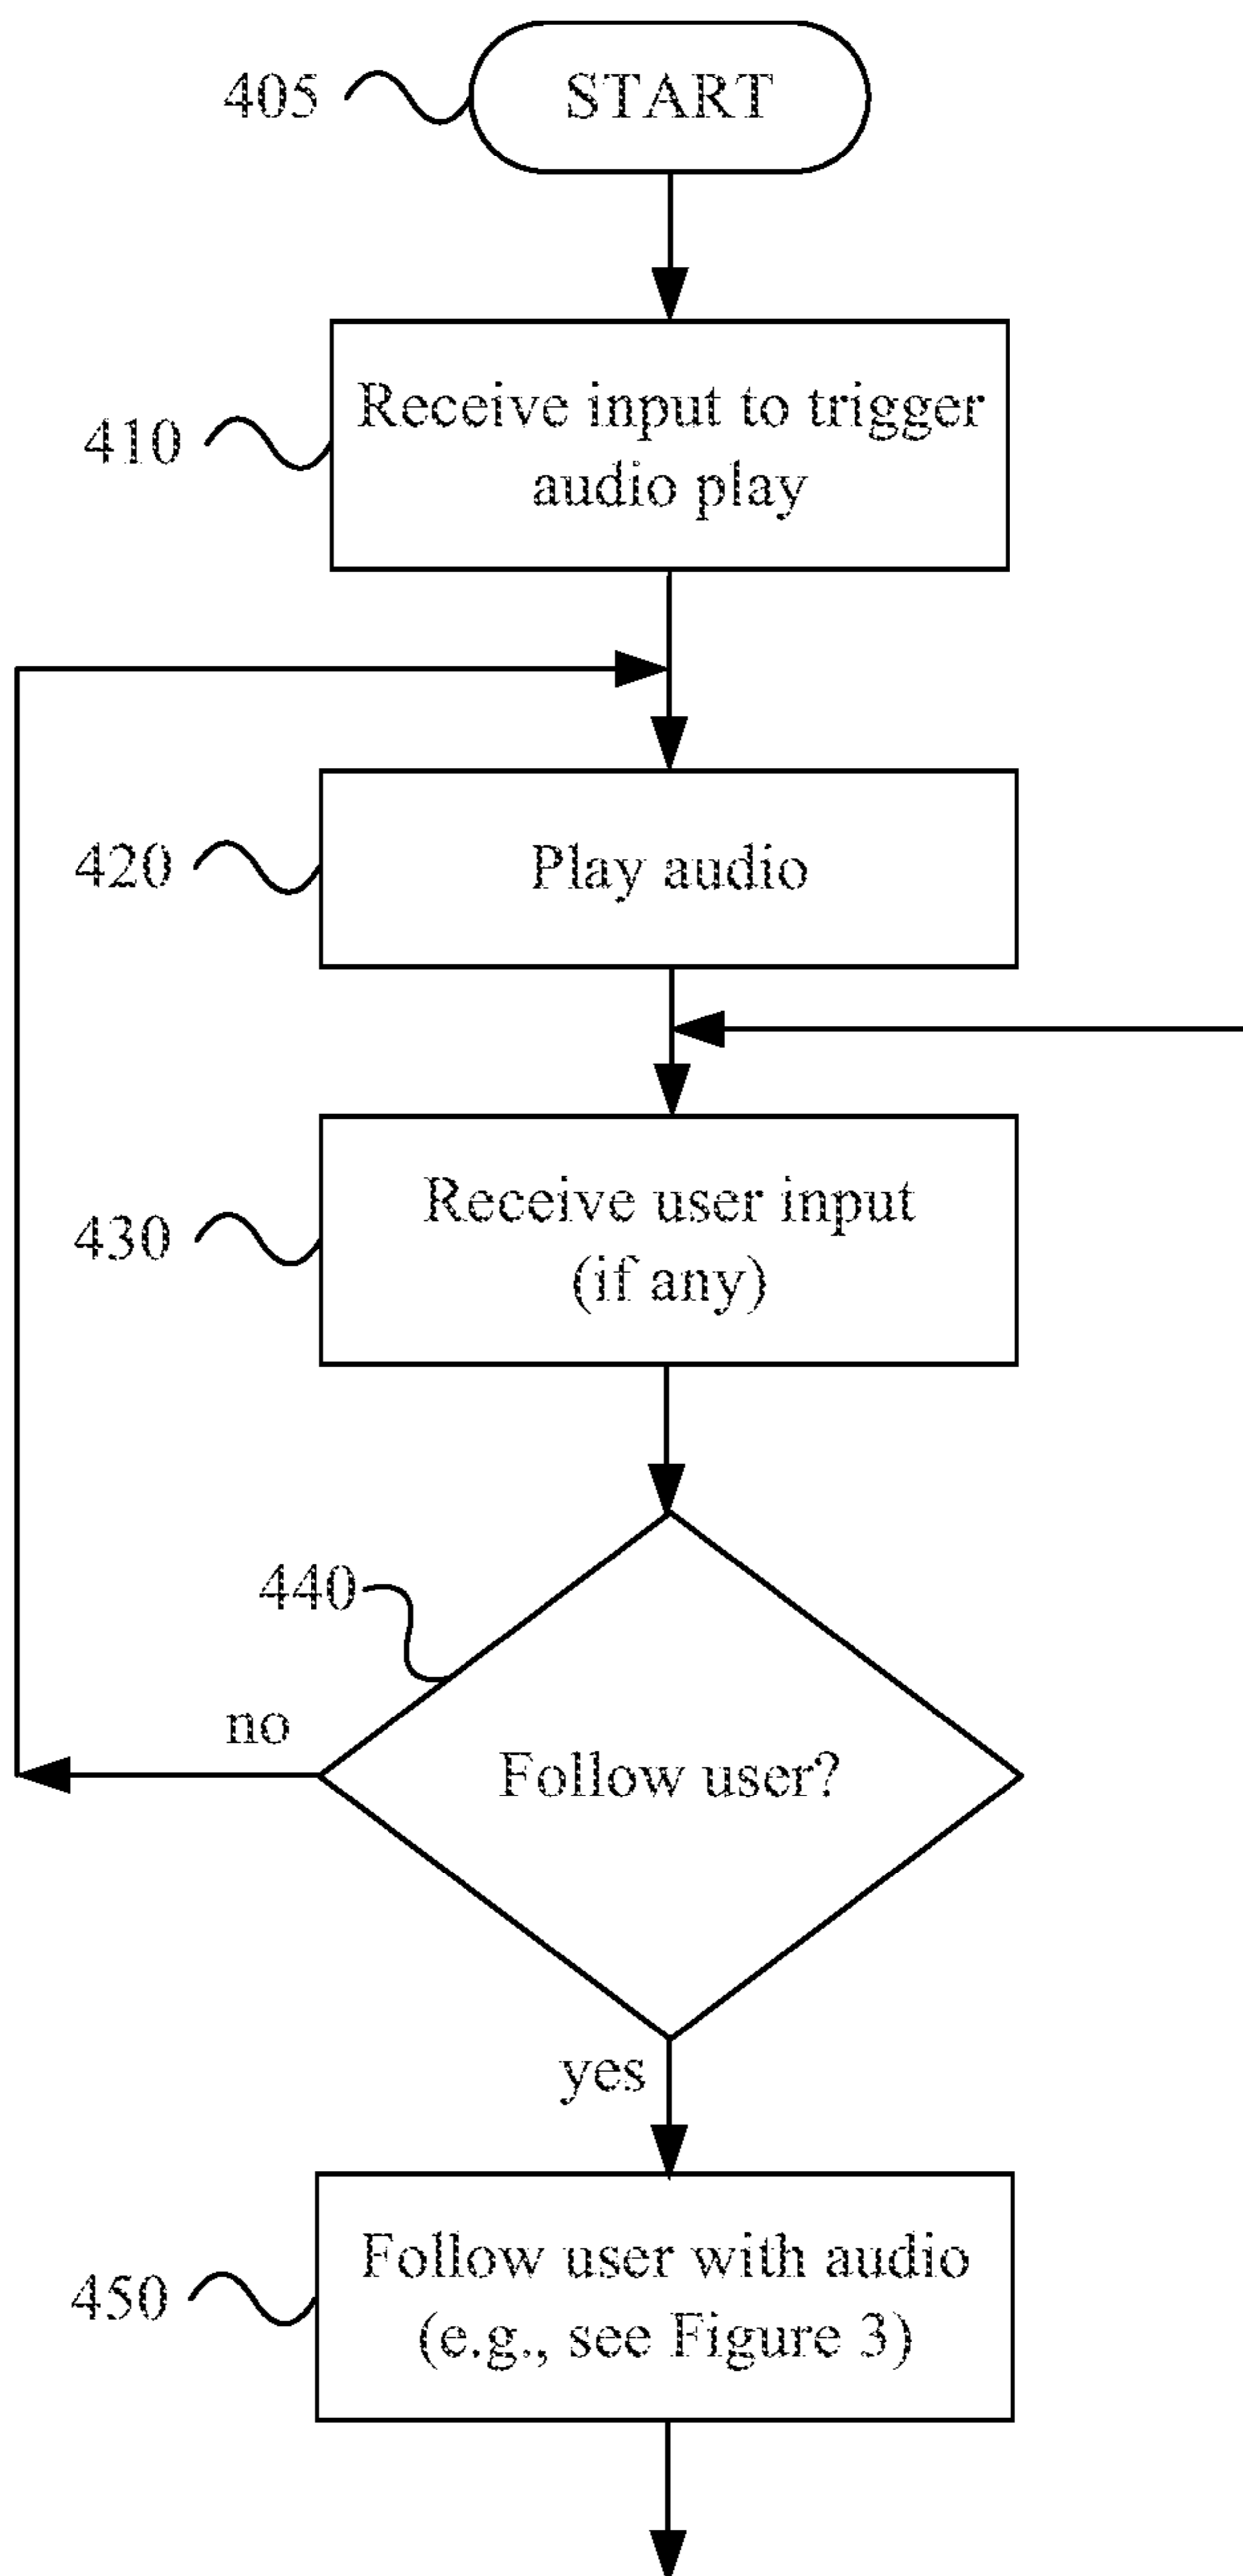 405
START
410
Receive input to trigger
audio play
420
Play audio
430
Receive user input
(if any)
440
no
Follow user?
yes
450
Follow user with audio
(e.g., see Figure 3)